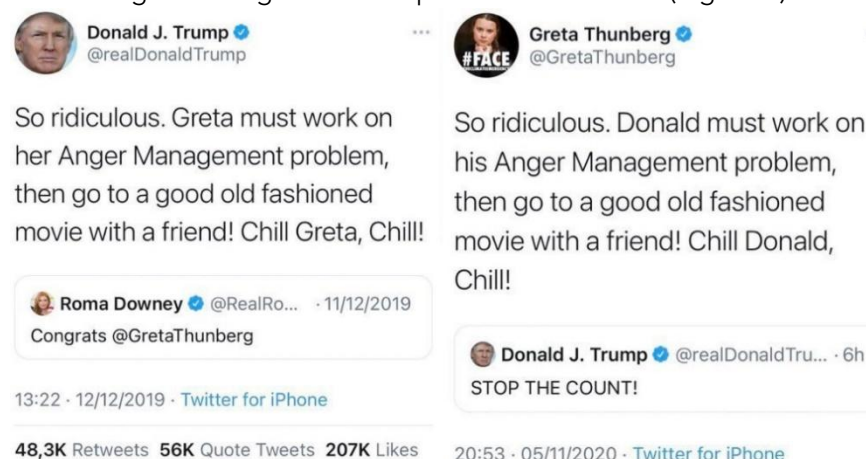 Donald J. Trump
@realDonaldTrump
So ridiculous. Greta must work on
her Anger Management problem,
then go to a good old fashioned
movie with a friend! Chill Greta, Chill!
Roma Downey @RealRo... · 11/12/2019
Congrats @GretaThunberg
13:22 · 12/12/2019 · Twitter for iPhone
48,3K Retweets 56K Quote Tweets 207K Likes
Greta Thunberg
@GretaThunberg
#FACE
So ridiculous. Donald must work on
his Anger Management problem,
then go to a good old fashioned
movie with a friend! Chill Donald,
Chill!
Donald J. Trump @realDonaldTru... · 6h
STOP THE COUNT!
20:53 · 05/11/2020 · Twitter for iPhone